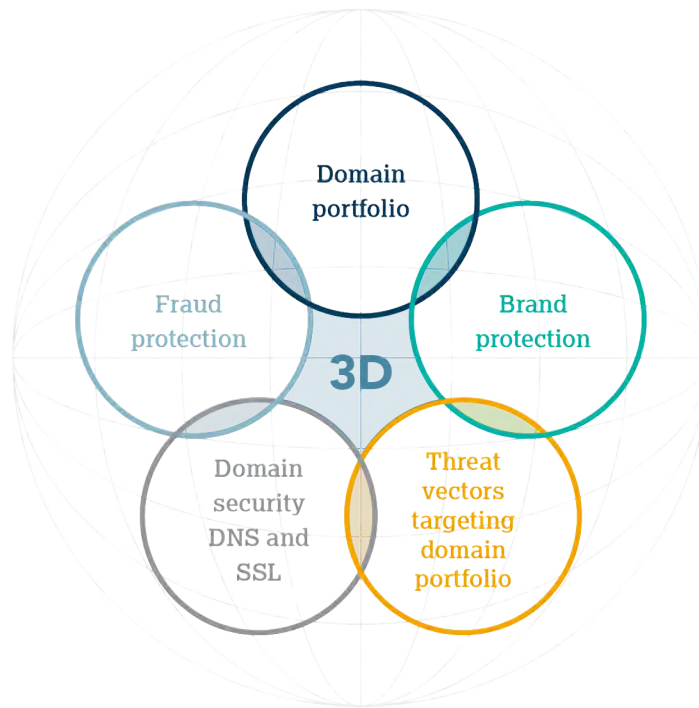 Domain
portfolio
Fraud
protection
Brand
protection
3D
Domain
security
DNS and
SSL
Threat
vectors
targeting
domain
portfolio